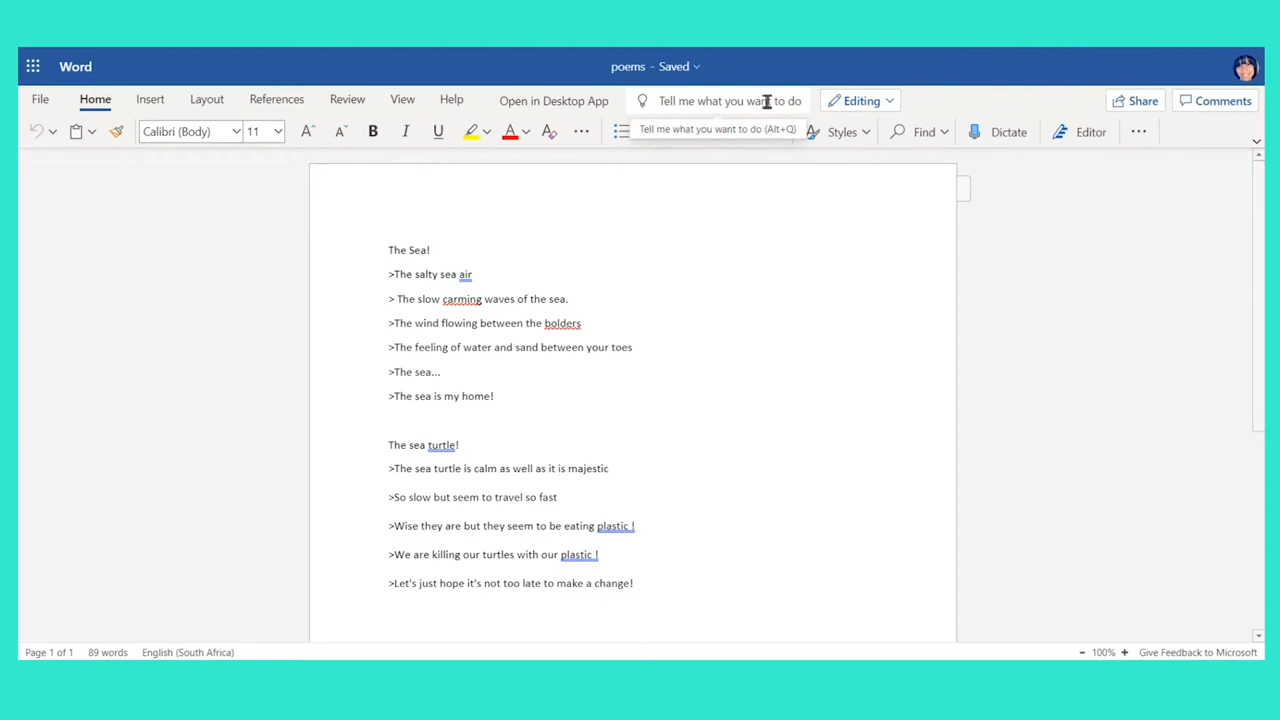 Word
poems - Saved
File Home Insert Layout References Review View Help Open in Desktop App Tell me what you want to do Editing Share Comments
Calibri (Body) 11 A A B I U A A Styles Find Dictate Editor
Tell me what you want to do (Alt+Q)
The Sea!
>The salty sea air
> The slow carming waves of the sea.
>The wind flowing between the bolders
>The feeling of water and sand between your toes
>The sea...
>The sea is my home!
The sea turtle!
>The sea turtle is calm as well as it is majestic
>So slow but seem to travel so fast
>Wise they are but they seem to be eating plastic !
>We are killing our turtles with our plastic !
>Let's just hope it's not too late to make a change!
Page 1 of 1 89 words English (South Africa) - 100% + Give Feedback to Microsoft